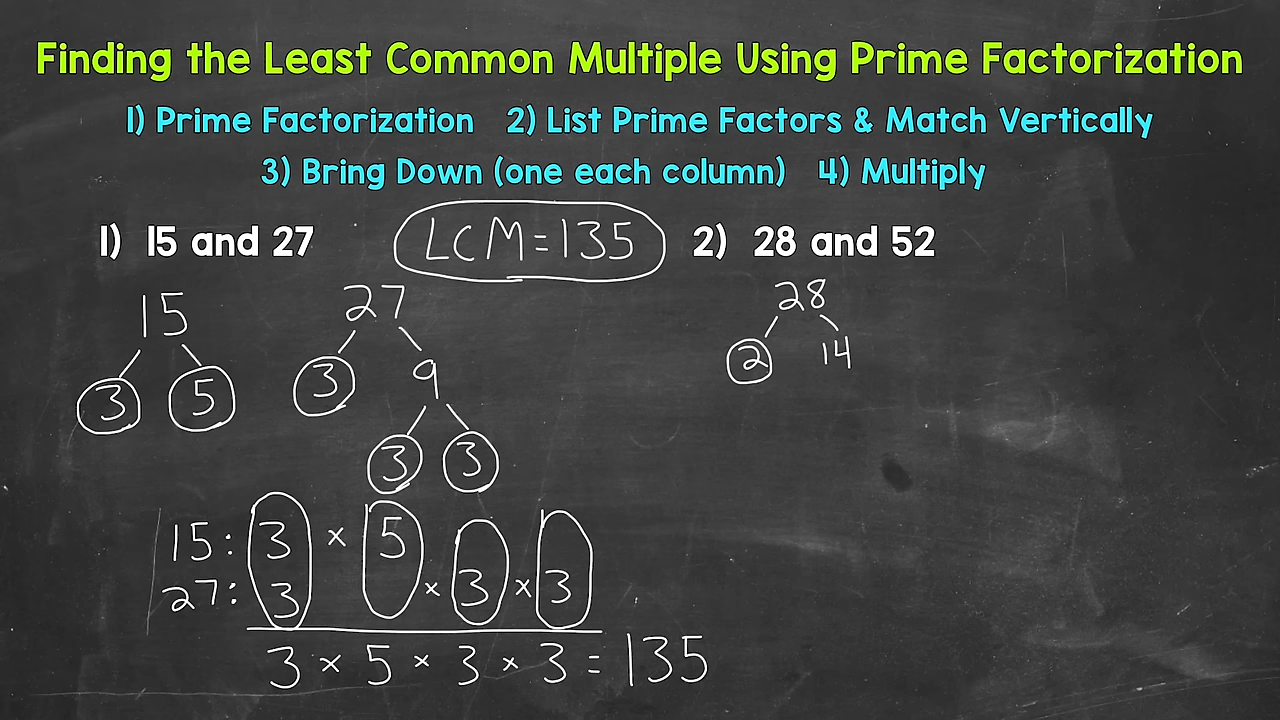 Finding the Least Common Multiple Using Prime Factorization
1) Prime Factorization 2) List Prime Factors & Match Vertically
3) Bring Down (one each column) 4) Multiply
1) 15 and 27
LCM=135
15
3 5
27
3 9
3 3
15: 3 × 5
27: 3 × 3 × 3
3 × 5 × 3 × 3 = 135
2) 28 and 52
28
2 14